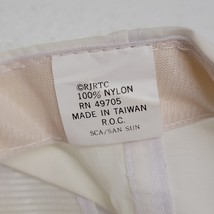 ©RJRTC
100% NYLON
RN 49705
MADE IN TAIWAN
R.O.C.
SCA/SAN SUN